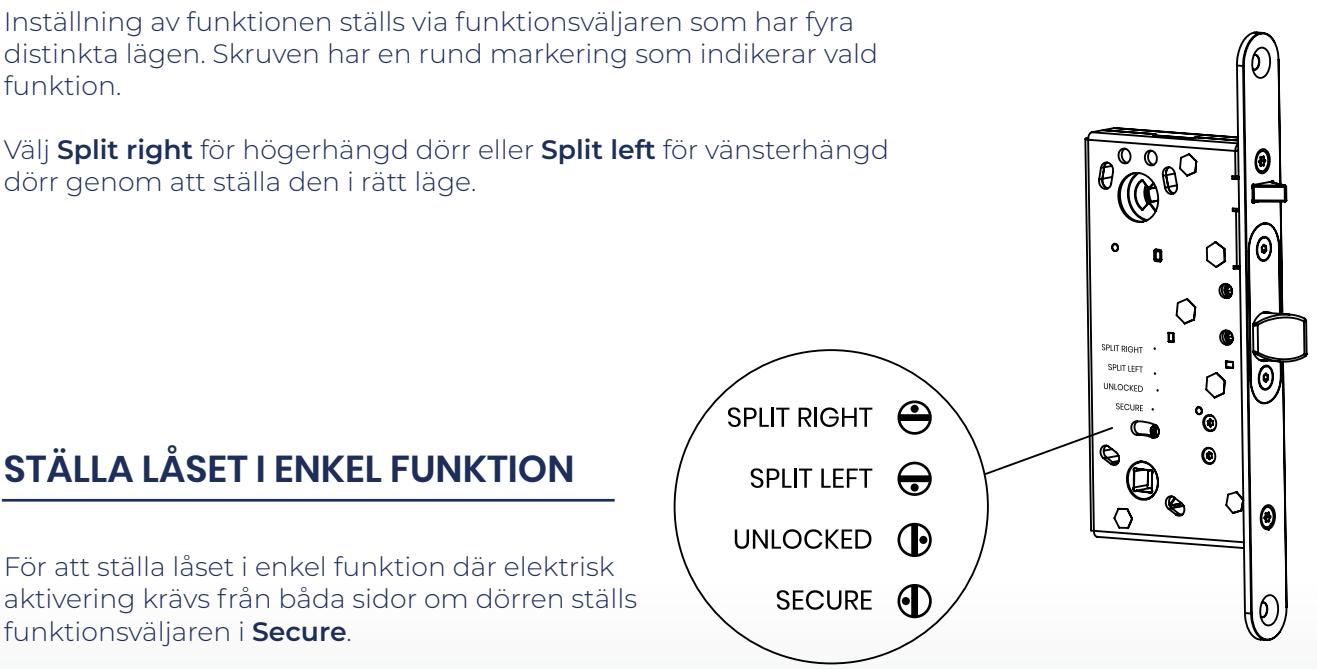 Inställning av funktionen ställs via funktionsväljaren som har fyra
distinkta lägen. Skruven har en rund markering som indikerar vald
funktion.
Välj Split right för högerhängd dörr eller Split left för vänsterhängd
dörr genom att ställa den i rätt läge.
STÄLLA LÅSET I ENKEL FUNKTION
För att ställa låset i enkel funktion där elektrisk
aktivering krävs från båda sidor om dörren ställs
funktionsväljaren i Secure.
SPLIT RIGHT
SPLIT LEFT
UNLOCKED
SECURE
SPLIT RIGHT
SPLIT LEFT
UNLOCKED
SECURE